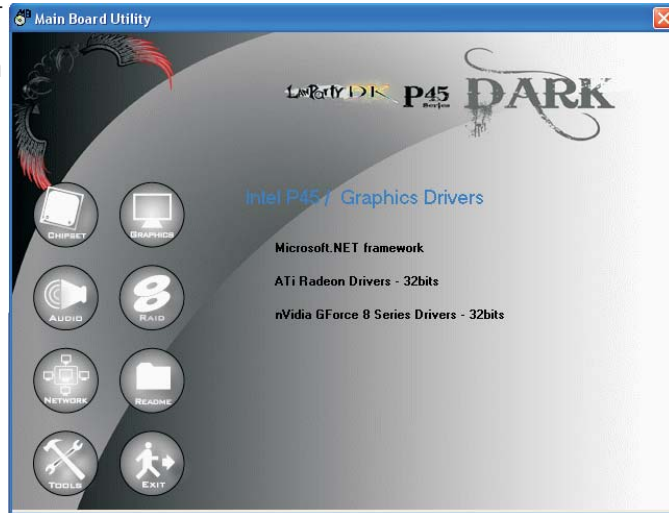 Main Board Utility
LANPARTY DK P45 Series DARK
Intel P45 / Graphics Drivers
Microsoft.NET framework
ATi Radeon Drivers - 32bits
nVidia GForce 8 Series Drivers - 32bits
CHIPSET
GRAPHICS
AUDIO
RAID
NETWORK
README
TOOLS
EXIT